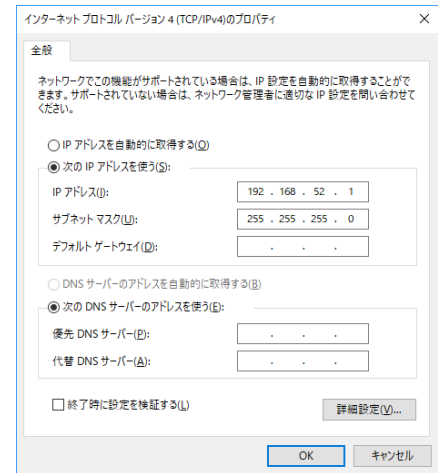 インターネット プロトコル バージョン 4 (TCP/IPv4)のプロパティ
全般
ネットワークでこの機能がサポートされている場合は、IP 設定を自動的に取得することがで
きます。サポートされていない場合は、ネットワーク管理者に適切な IP 設定を問い合わせて
ください。
IP アドレスを自動的に取得する(O)
次の IP アドレスを使う(S):
IP アドレス(I): 192 . 168 . 52 . 1
サブネット マスク(U): 255 . 255 . 255 . 0
デフォルト ゲートウェイ(D): . . .
DNS サーバーのアドレスを自動的に取得する(B)
次の DNS サーバーのアドレスを使う(E):
優先 DNS サーバー(P): . . .
代替 DNS サーバー(A): . . .
終了時に設定を検証する(L)
詳細設定(V)...
OK キャンセル